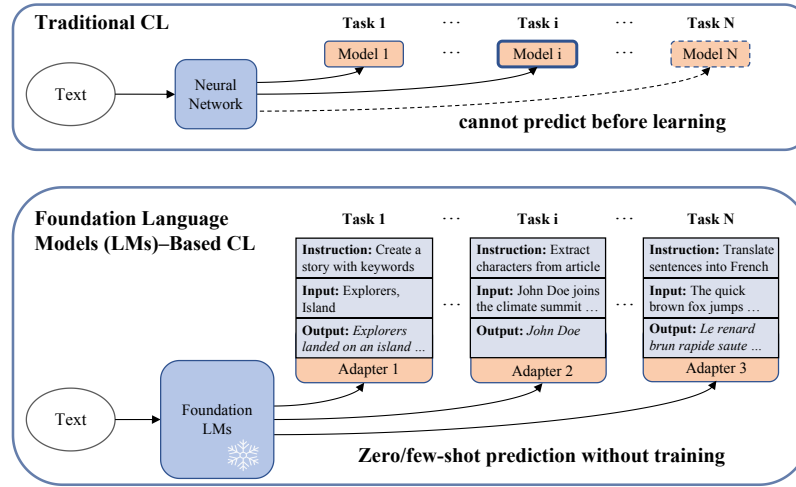 Traditional CL
Task 1 ... Task i ... Task N
Model 1 ... Model i ... Model N
Text
Neural
Network
cannot predict before learning
Foundation Language
Models (LMs)–Based CL
Task 1 ... Task i ... Task N
Instruction: Create a
story with keywords
Input: Explorers,
Island
Output: Explorers
landed on an island ...
Adapter 1
...
Instruction: Extract
characters from article
Input: John Doe joins
the climate summit ...
Output: John Doe
Adapter 2
...
Instruction: Translate
sentences into French
Input: The quick
brown fox jumps ...
Output: Le renard
brun rapide saute ...
Adapter 3
Text
Foundation
LMs
Zero/few-shot prediction without training